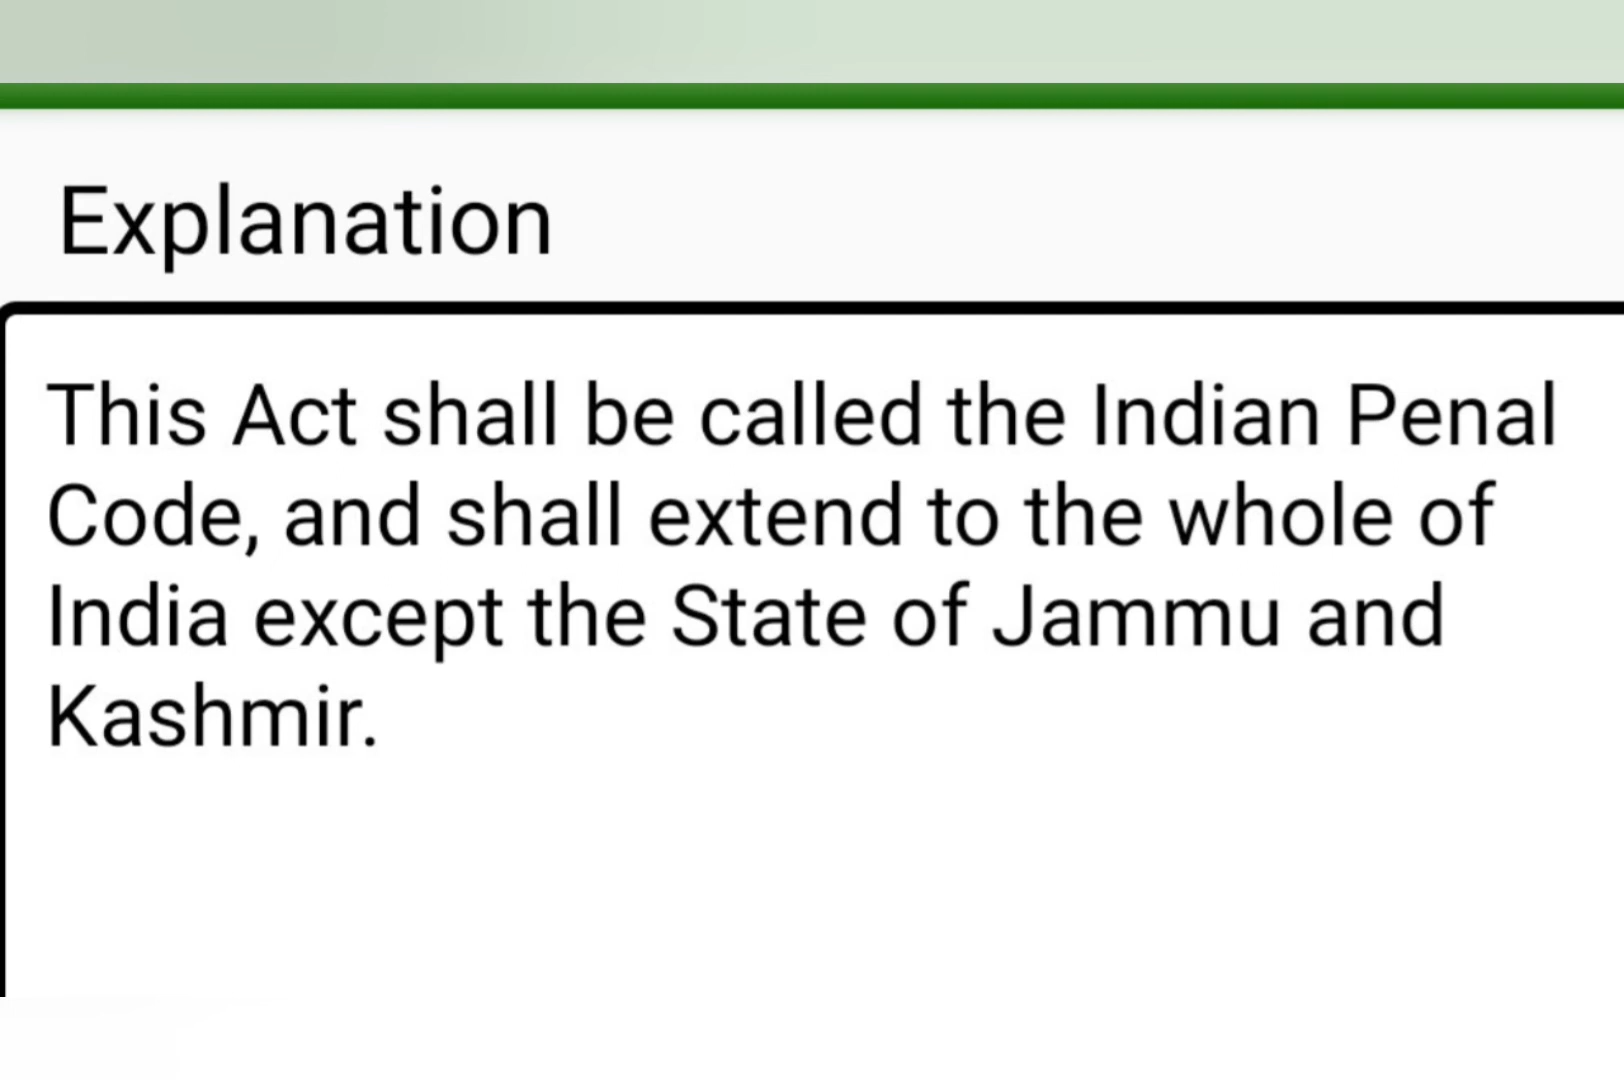 Explanation
This Act shall be called the Indian Penal
Code, and shall extend to the whole of
India except the State of Jammu and
Kashmir.